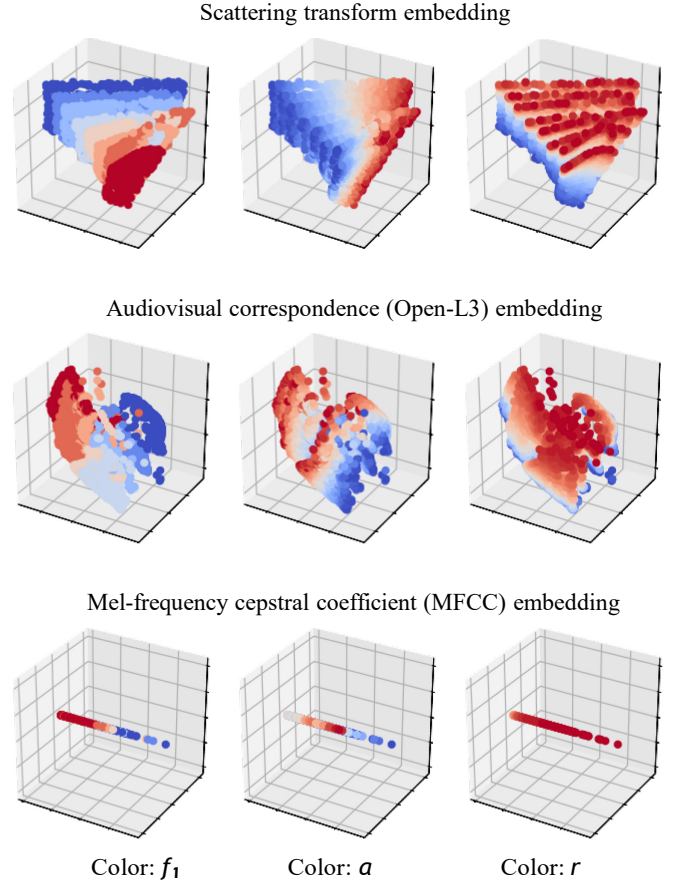 Scattering transform embedding
Audiovisual correspondence (Open-L3) embedding
Mel-frequency cepstral coefficient (MFCC) embedding
Color: f₁ Color: a Color: r